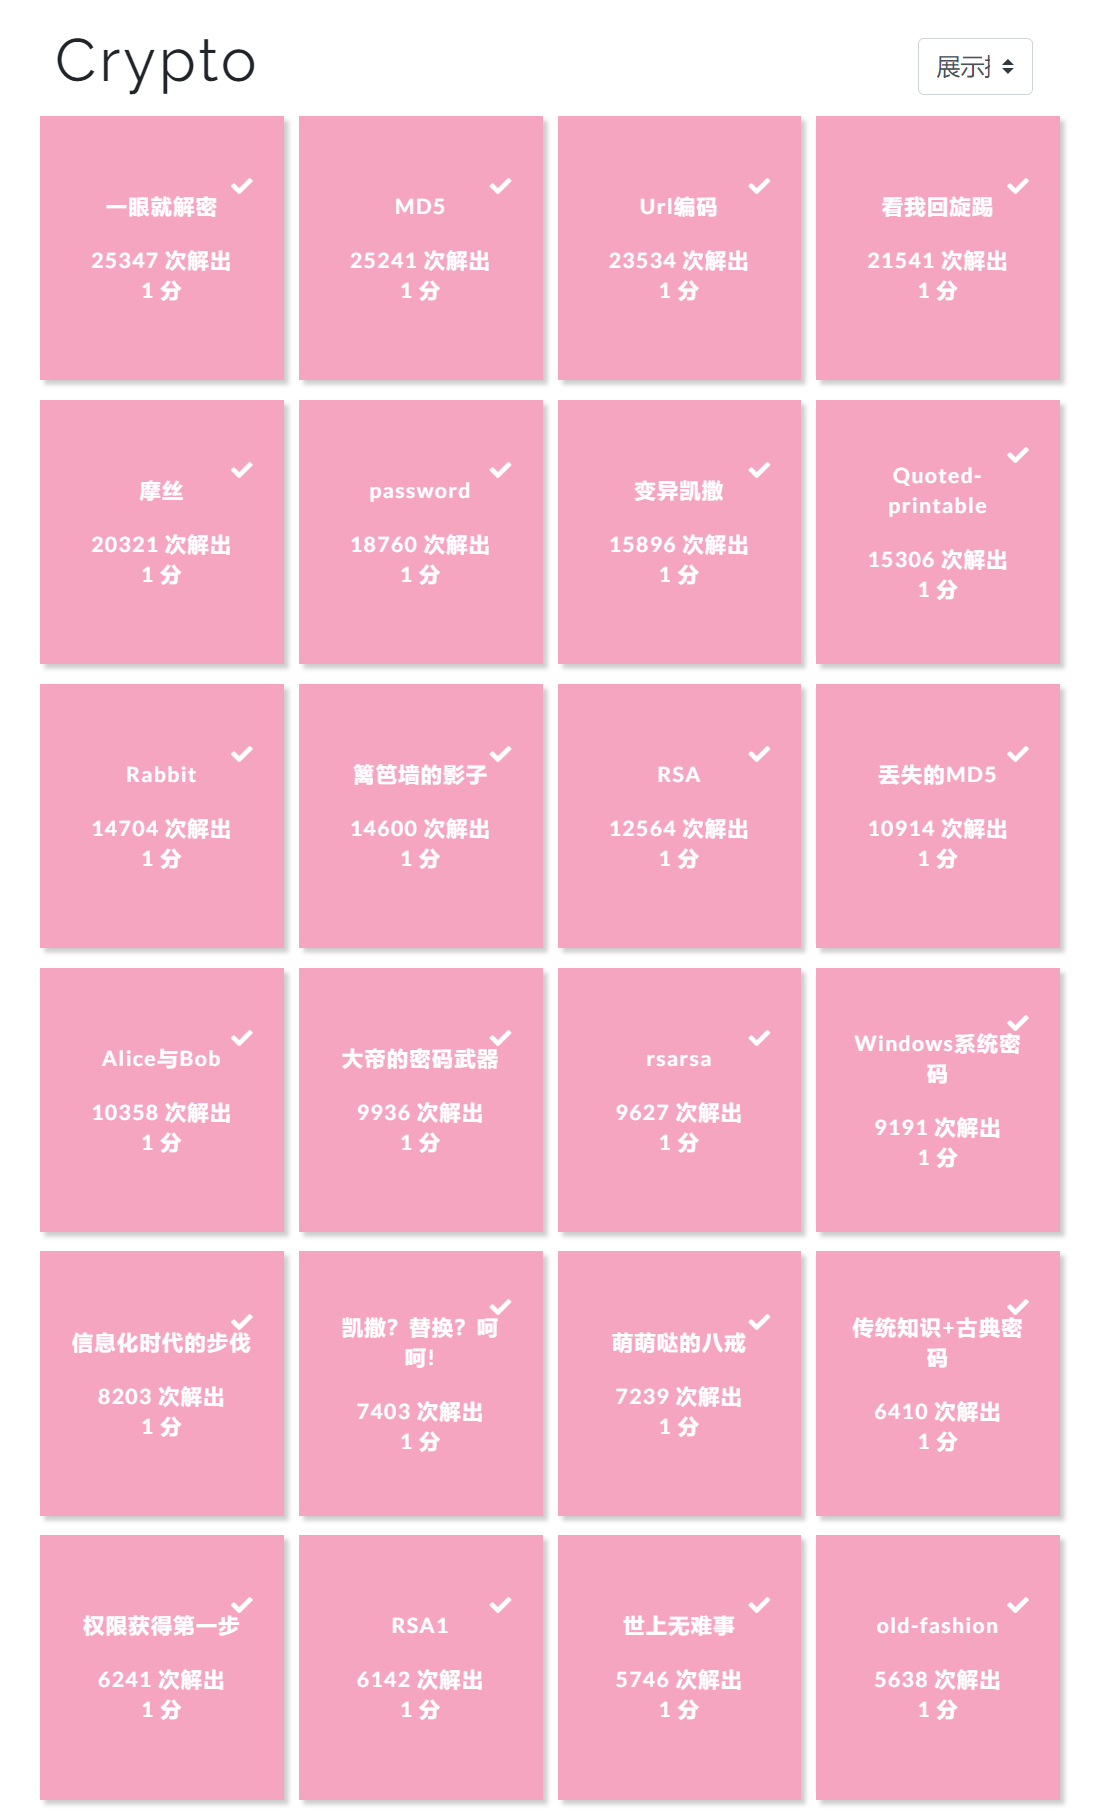 Crypto
展示
一眼就解密
25347 次解出
1 分
MD5
25241 次解出
1 分
Url编码
23534 次解出
1 分
看我回旋踢
21541 次解出
1 分
摩丝
20321 次解出
1 分
password
18760 次解出
1 分
变异凯撒
15896 次解出
1 分
Quoted-
printable
15306 次解出
1 分
Rabbit
14704 次解出
1 分
篱笆墙的影子
14600 次解出
1 分
RSA
12564 次解出
1 分
丢失的MD5
10914 次解出
1 分
Alice与Bob
10358 次解出
1 分
大帝的密码武器
9936 次解出
1 分
rsarsa
9627 次解出
1 分
Windows系统密
码
9191 次解出
1 分
信息化时代的步伐
8203 次解出
1 分
凯撒？替换？呵
呵!
7403 次解出
1 分
萌萌哒的八戒
7239 次解出
1 分
传统知识+古典密
码
6410 次解出
1 分
权限获得第一步
6241 次解出
1 分
RSA1
6142 次解出
1 分
世上无难事
5746 次解出
1 分
old-fashion
5638 次解出
1 分